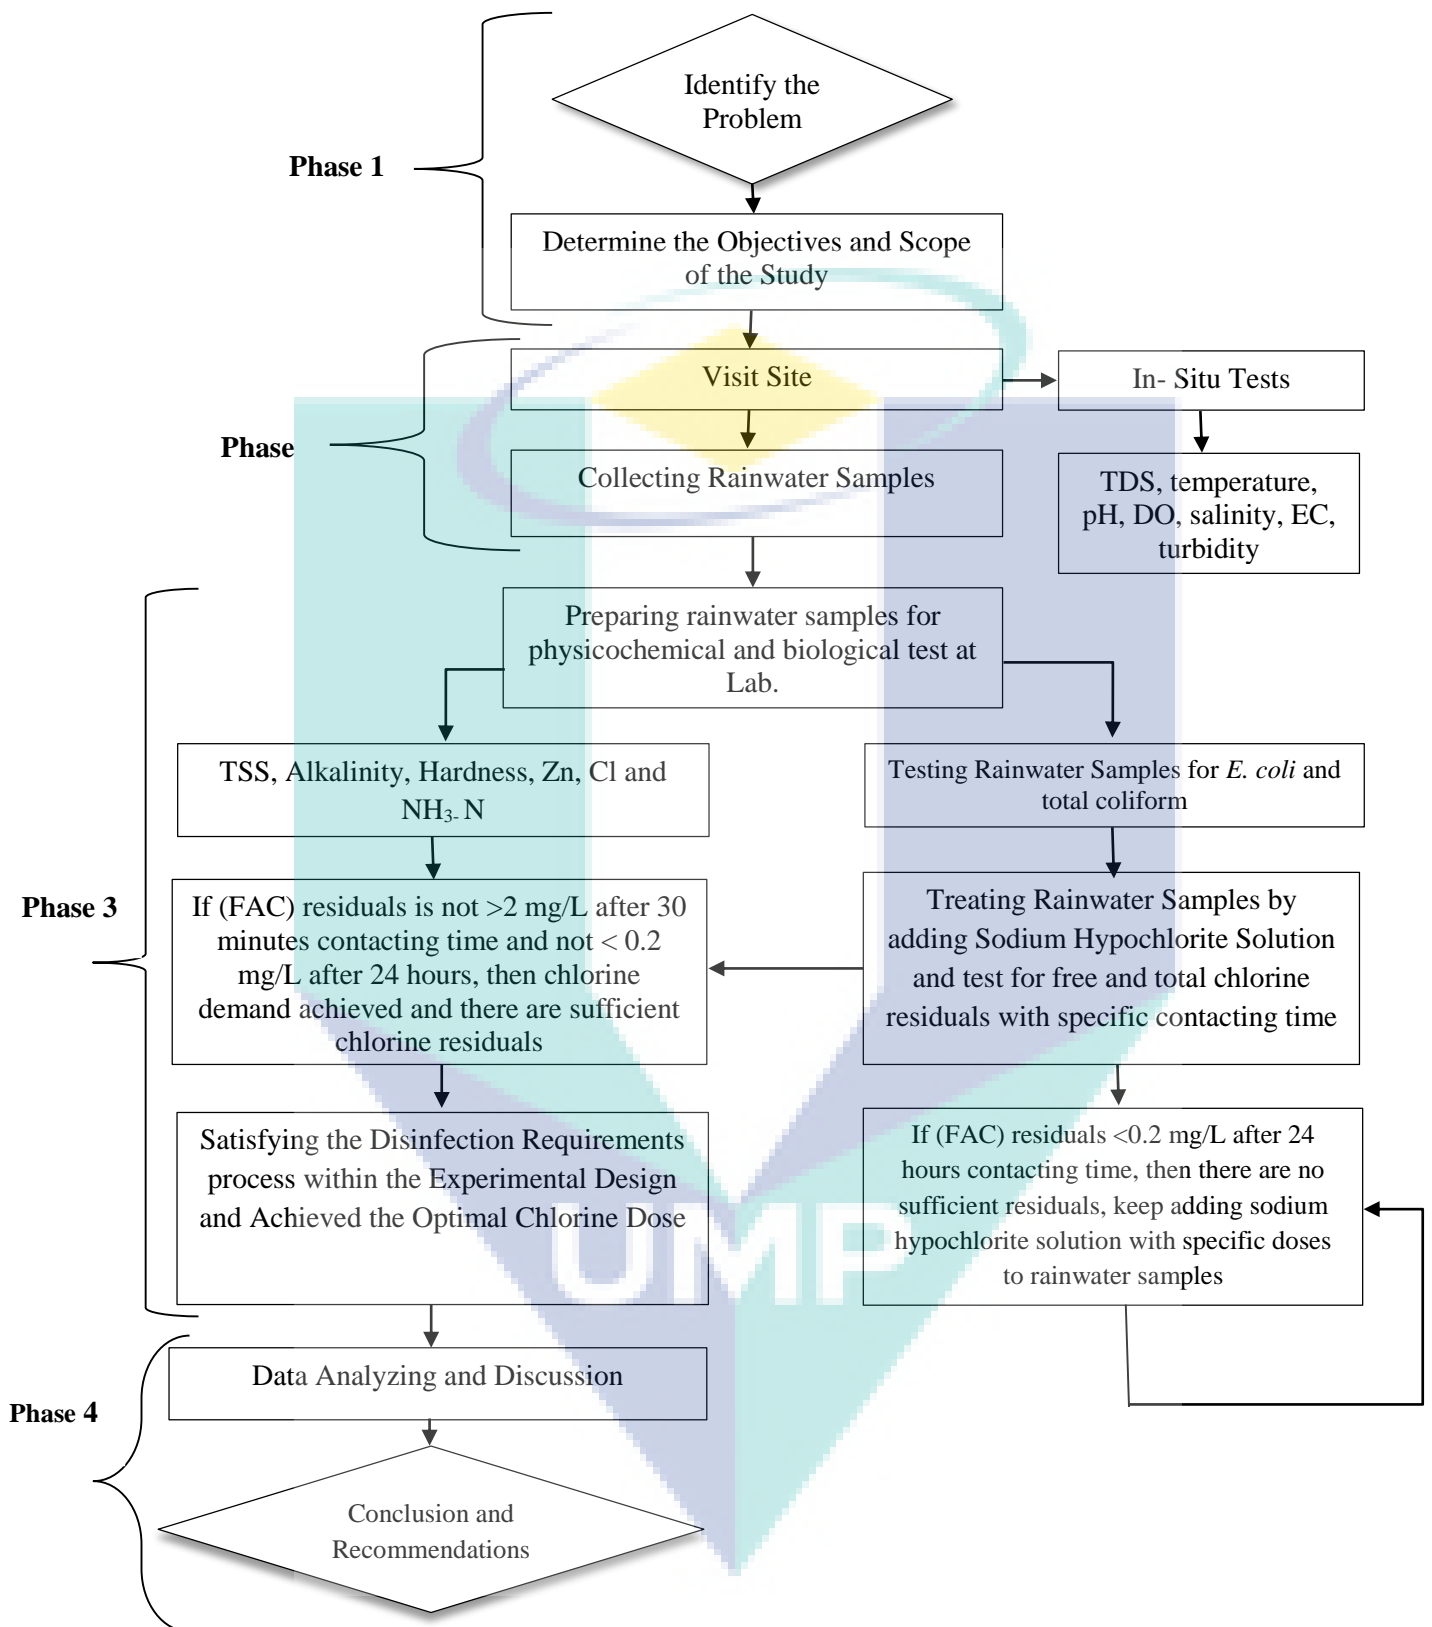 Identify the
Problem
Phase 1
Determine the Objectives and Scope
of the Study
Visit Site
In- Situ Tests
Phase
Collecting Rainwater Samples
TDS, temperature,
pH, DO, salinity, EC,
turbidity
Preparing rainwater samples for
physicochemical and biological test at
Lab.
TSS, Alkalinity, Hardness, Zn, Cl and
NH3- N
Testing Rainwater Samples for E. coli and
total coliform
Phase 3
If (FAC) residuals is not >2 mg/L after 30
minutes contacting time and not < 0.2
mg/L after 24 hours, then chlorine
demand achieved and there are sufficient
chlorine residuals
Treating Rainwater Samples by
adding Sodium Hypochlorite Solution
and test for free and total chlorine
residuals with specific contacting time
Satisfying the Disinfection Requirements
process within the Experimental Design
and Achieved the Optimal Chlorine Dose
If (FAC) residuals <0.2 mg/L after 24
hours contacting time, then there are no
sufficient residuals, keep adding sodium
hypochlorite solution with specific doses
to rainwater samples
UMP
Data Analyzing and Discussion
Phase 4
Conclusion and
Recommendations